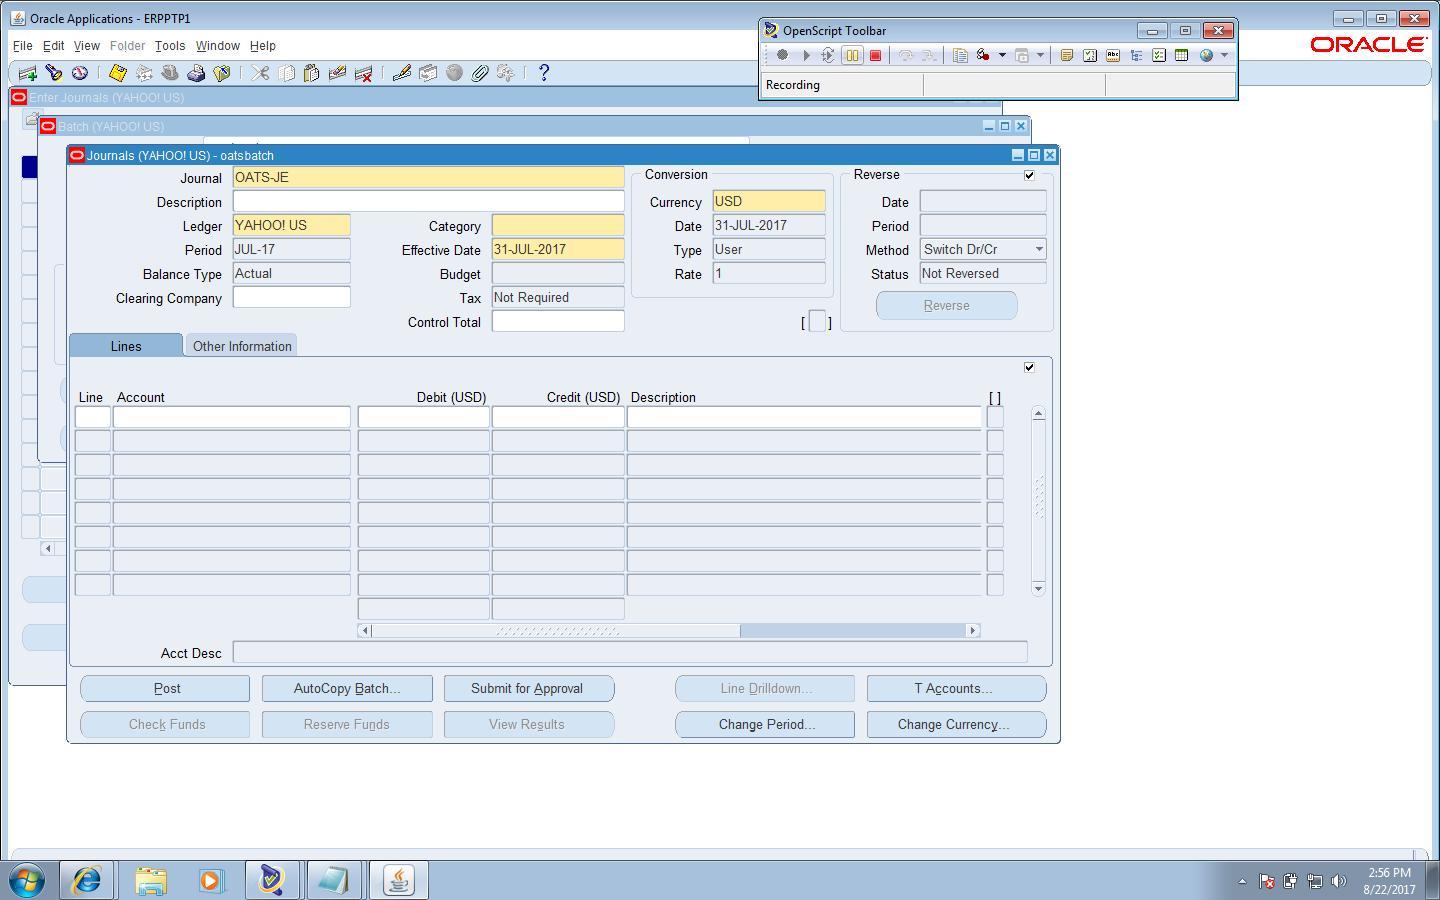 Oracle Applications - ERPPTP1
File Edit View Folder Tools Window Help
ORACLE
OpenScript Toolbar
Recording
Enter Journals (YAHOO! US)
Batch (YAHOO! US)
Journals (YAHOO! US) - oatsbatch
Journal OATS-JE
Description
Ledger YAHOO! US Category
Period JUL-17 Effective Date 31-JUL-2017
Balance Type Actual Budget
Clearing Company Tax Not Required
Control Total
Conversion
Currency USD
Date 31-JUL-2017
Type User
Rate 1
[ ]
Reverse
Date
Period
Method Switch Dr/Cr
Status Not Reversed
Reverse
Lines Other Information
Line Account Debit (USD) Credit (USD) Description [ ]
Acct Desc
Post AutoCopy Batch... Submit for Approval Line Drilldown... T Accounts...
Check Funds Reserve Funds View Results Change Period... Change Currency...
2:56 PM
8/22/2017